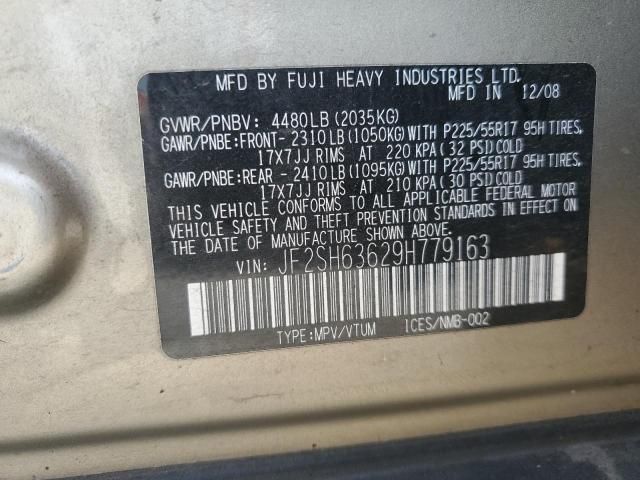 MFD BY FUJI HEAVY INDUSTRIES LTD.
MFD IN 12/08
GVWR/PNBV: 4480LB (2035KG)
GAWR/PNBE:FRONT- 2310LB (1050KG) WITH P225/55R17 95H TIRES,
17X7JJ RIMS AT 220 KPA (32 PSI) COLD
GAWR/PNBE:REAR - 2410LB (1095KG) WITH P225/55R17 95H TIRES,
17X7JJ RIMS AT 210 KPA (30 PSI) COLD
THIS VEHICLE CONFORMS TO ALL APPLICABLE FEDERAL MOTOR
VEHICLE SAFETY AND THEFT PREVENTION STANDARDS IN EFFECT ON
THE DATE OF MANUFACTURE SHOWN ABOVE.
VIN: JF2SH63629H779163
TYPE:MPV/VTUM ICES/NMB-002